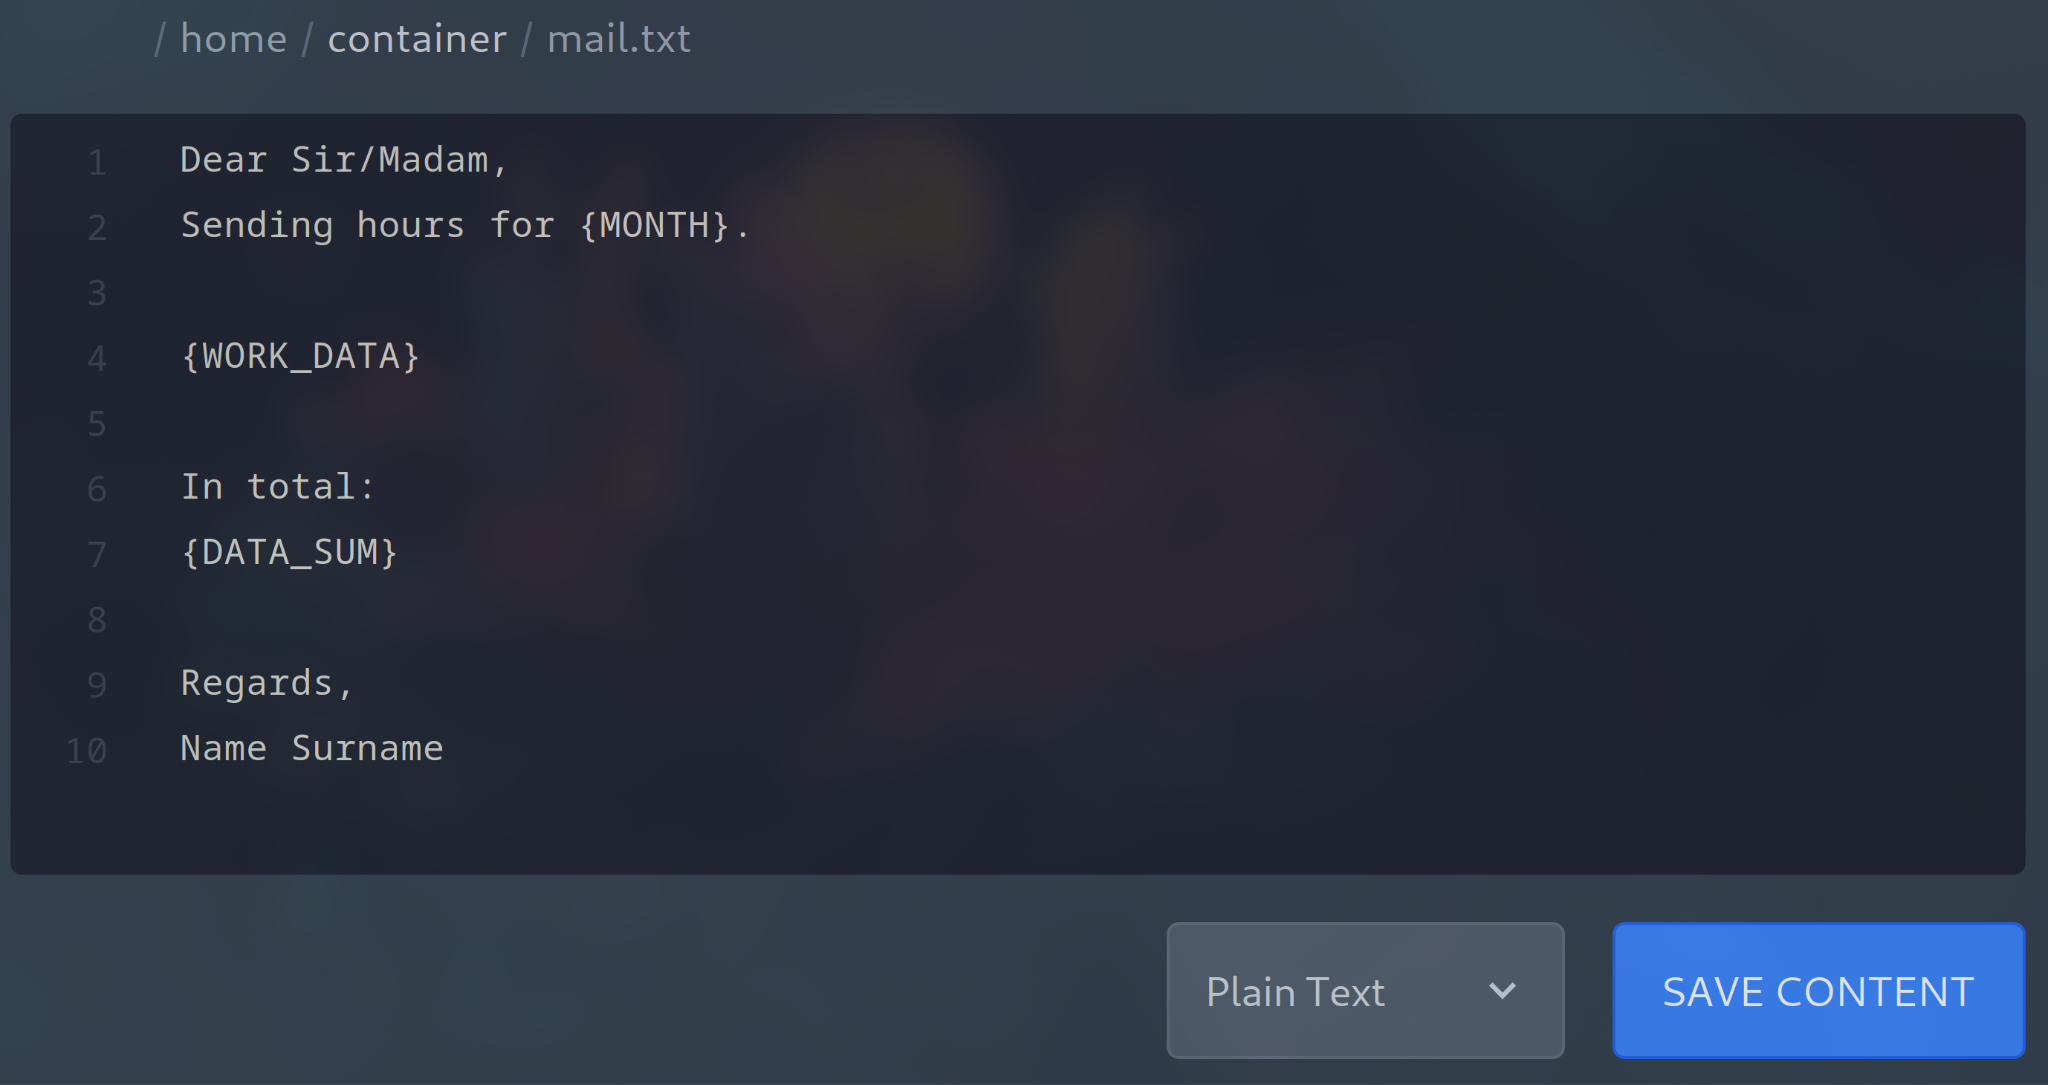 / home / container / mail.txt
1 Dear Sir/Madam,
2 Sending hours for {MONTH}.
3
4 {WORK_DATA}
5
6 In total:
7 {DATA_SUM}
8
9 Regards,
10 Name Surname
Plain Text
SAVE CONTENT